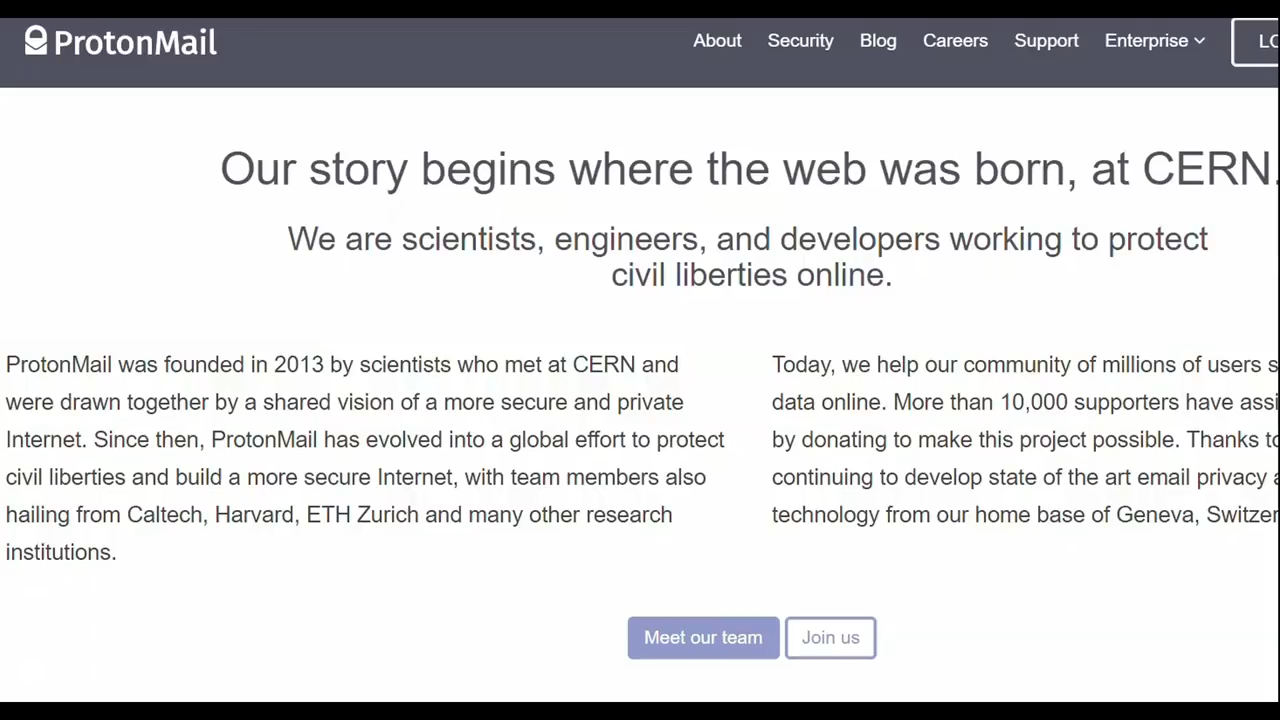 ProtonMail
About Security Blog Careers Support Enterprise
Our story begins where the web was born, at CERN.
We are scientists, engineers, and developers working to protect
civil liberties online.
ProtonMail was founded in 2013 by scientists who met at CERN and
were drawn together by a shared vision of a more secure and private
Internet. Since then, ProtonMail has evolved into a global effort to protect
civil liberties and build a more secure Internet, with team members also
hailing from Caltech, Harvard, ETH Zurich and many other research
institutions.
Today, we help our community of millions of users
data online. More than 10,000 supporters have
by donating to make this project possible. Thanks
continuing to develop state of the art email privacy
technology from our home base of Geneva,
Meet our team
Join us